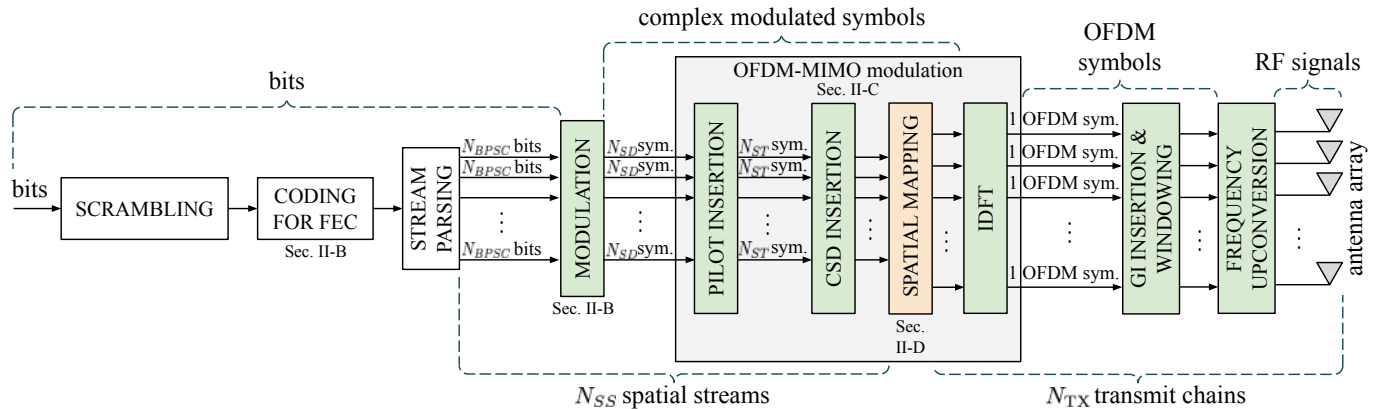 complex modulated symbols
bits
OFDM
symbols
RF signals
OFDM-MIMO modulation
Sec. II-C
bits
SCRAMBLING
CODING
FOR FEC
Sec. II-B
STREAM
PARSING
N_BPSC bits
N_BPSC bits
N_BPSC bits
MODULATION
Sec. II-B
N_SD sym.
N_SD sym.
N_SD sym.
PILOT INSERTION
N_ST sym.
N_ST sym.
N_ST sym.
CSD INSERTION
SPATIAL MAPPING
Sec.
II-D
IDFT
1 OFDM sym.
1 OFDM sym.
1 OFDM sym.
1 OFDM sym.
GI INSERTION &
WINDOWING
FREQUENCY
UPCONVERSION
antenna array
N_SS spatial streams
N_TX transmit chains